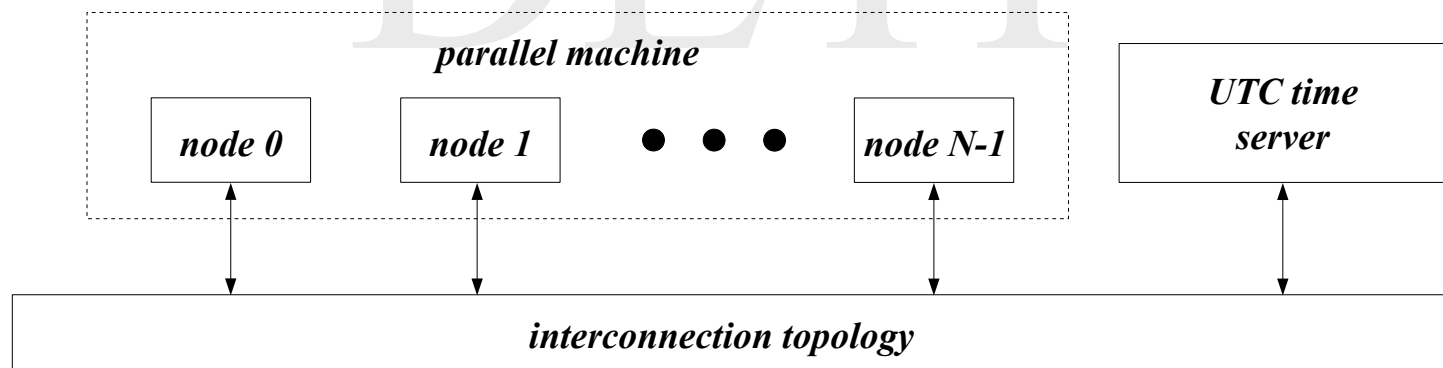 parallel machine
node 0
node 1
node N-1
UTC time
server
interconnection topology